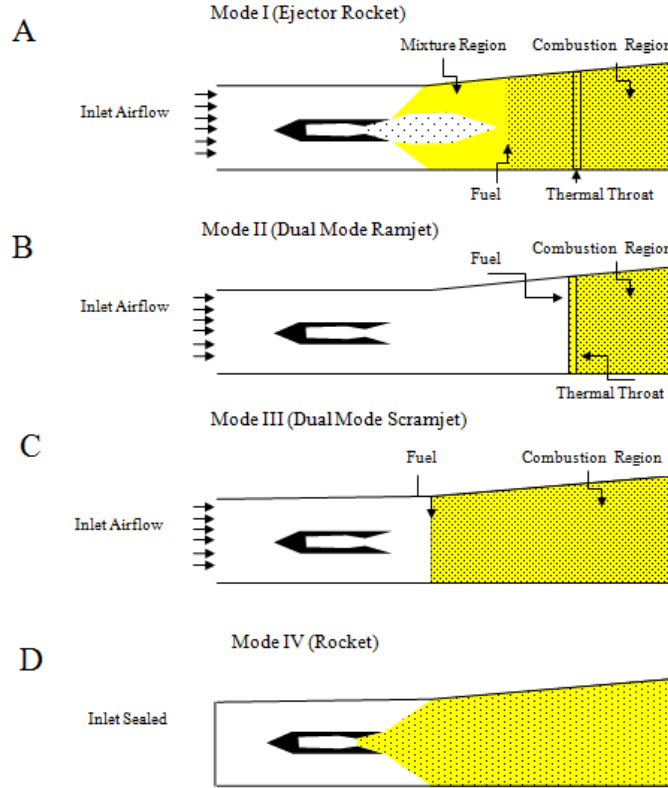 A
Mode I (Ejector Rocket)
Mixture Region
Combustion Region
Inlet Airflow
Fuel
Thermal Throat
Mode II (Dual Mode Ramjet)
B
Fuel
Combustion Region
Inlet Airflow
Thermal Throat
Mode III (Dual Mode Scramjet)
C
Fuel
Combustion Region
Inlet Airflow
D
Mode IV (Rocket)
Inlet Sealed